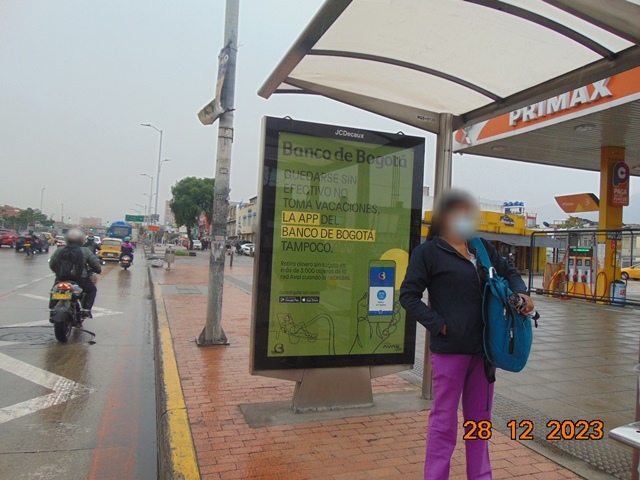 JCDecaux
Banco de Bogotá
QUEDARSE SIN
EFECTIVO NO
TOMA VACACIONES,
LA APP DEL
BANCO DE BOGOTÁ
TAMPOCO.
PRIMAX
28 12 2023